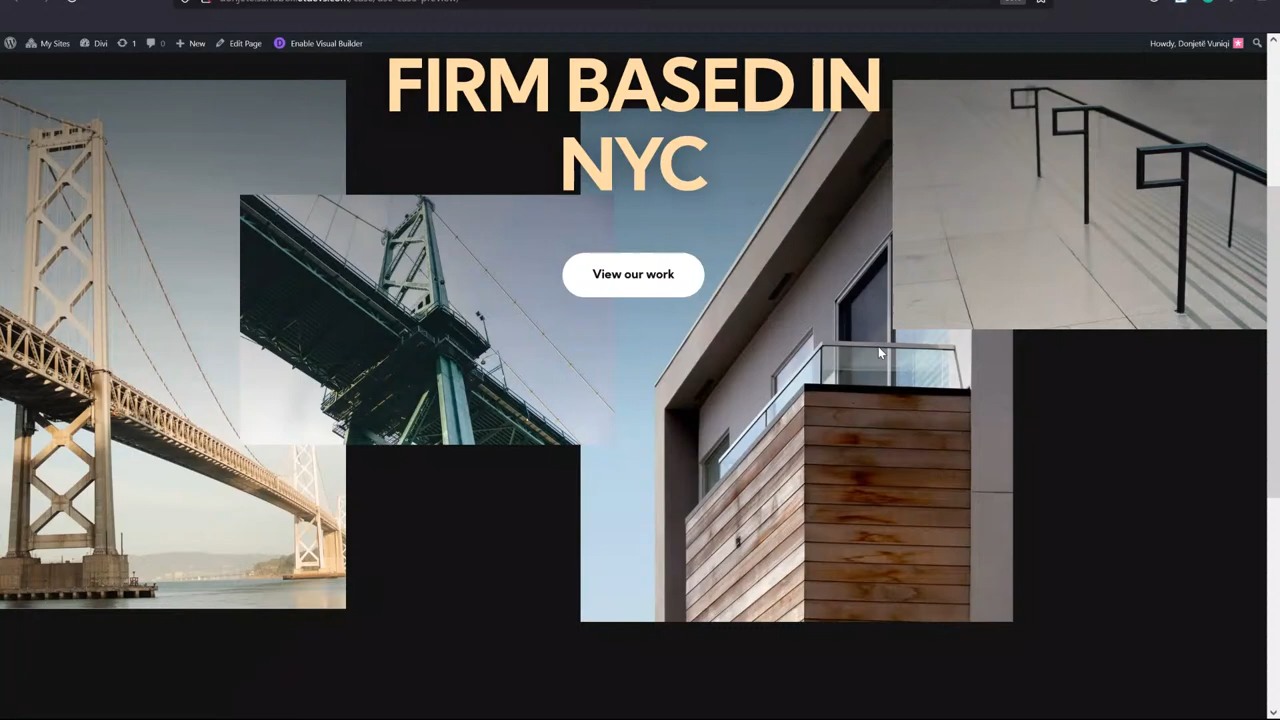 My Sites Divi 1 0 New Edit Page Enable Visual Builder Howdy, Donjetë Vuniqi
FIRM BASED IN
NYC
View our work